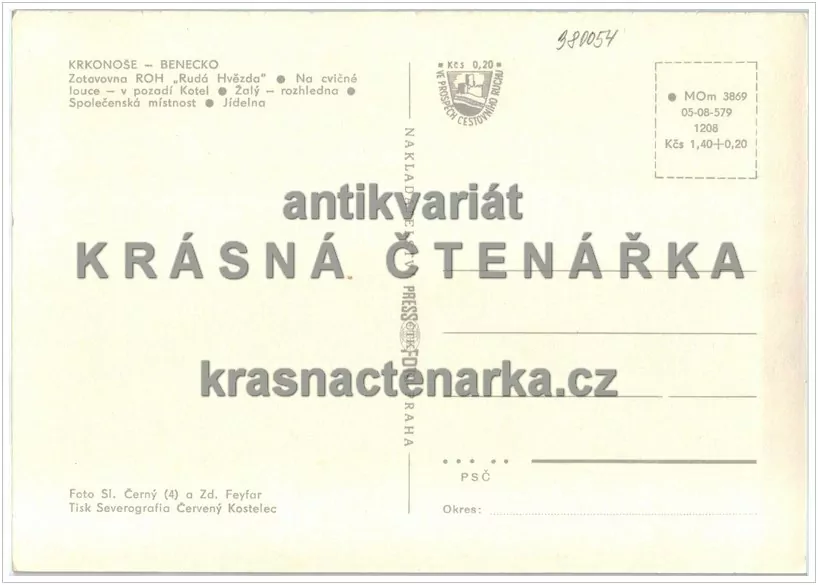 980054
KRKONOŠE – BENECKO
Zotavovna ROH „Rudá Hvězda“ ● Na cvičné
louce – v pozadí Kotel ● Žalý – rozhledna ●
Společenská místnost ● Jídelna
Kčs 0,20
VE PROSPĚCH CESTOVNÍHO RUCHU
● MOm 3869
05-08-579
1208
Kčs 1,40+0,20
antikvariát
KRÁSNÁ ČTENÁŘKA
krasnactenarka.cz
PRAHA
PSČ
Okres:
Foto Sl. Černý (4) a Zd. Feyfar
Tisk Severografia Červený Kostelec